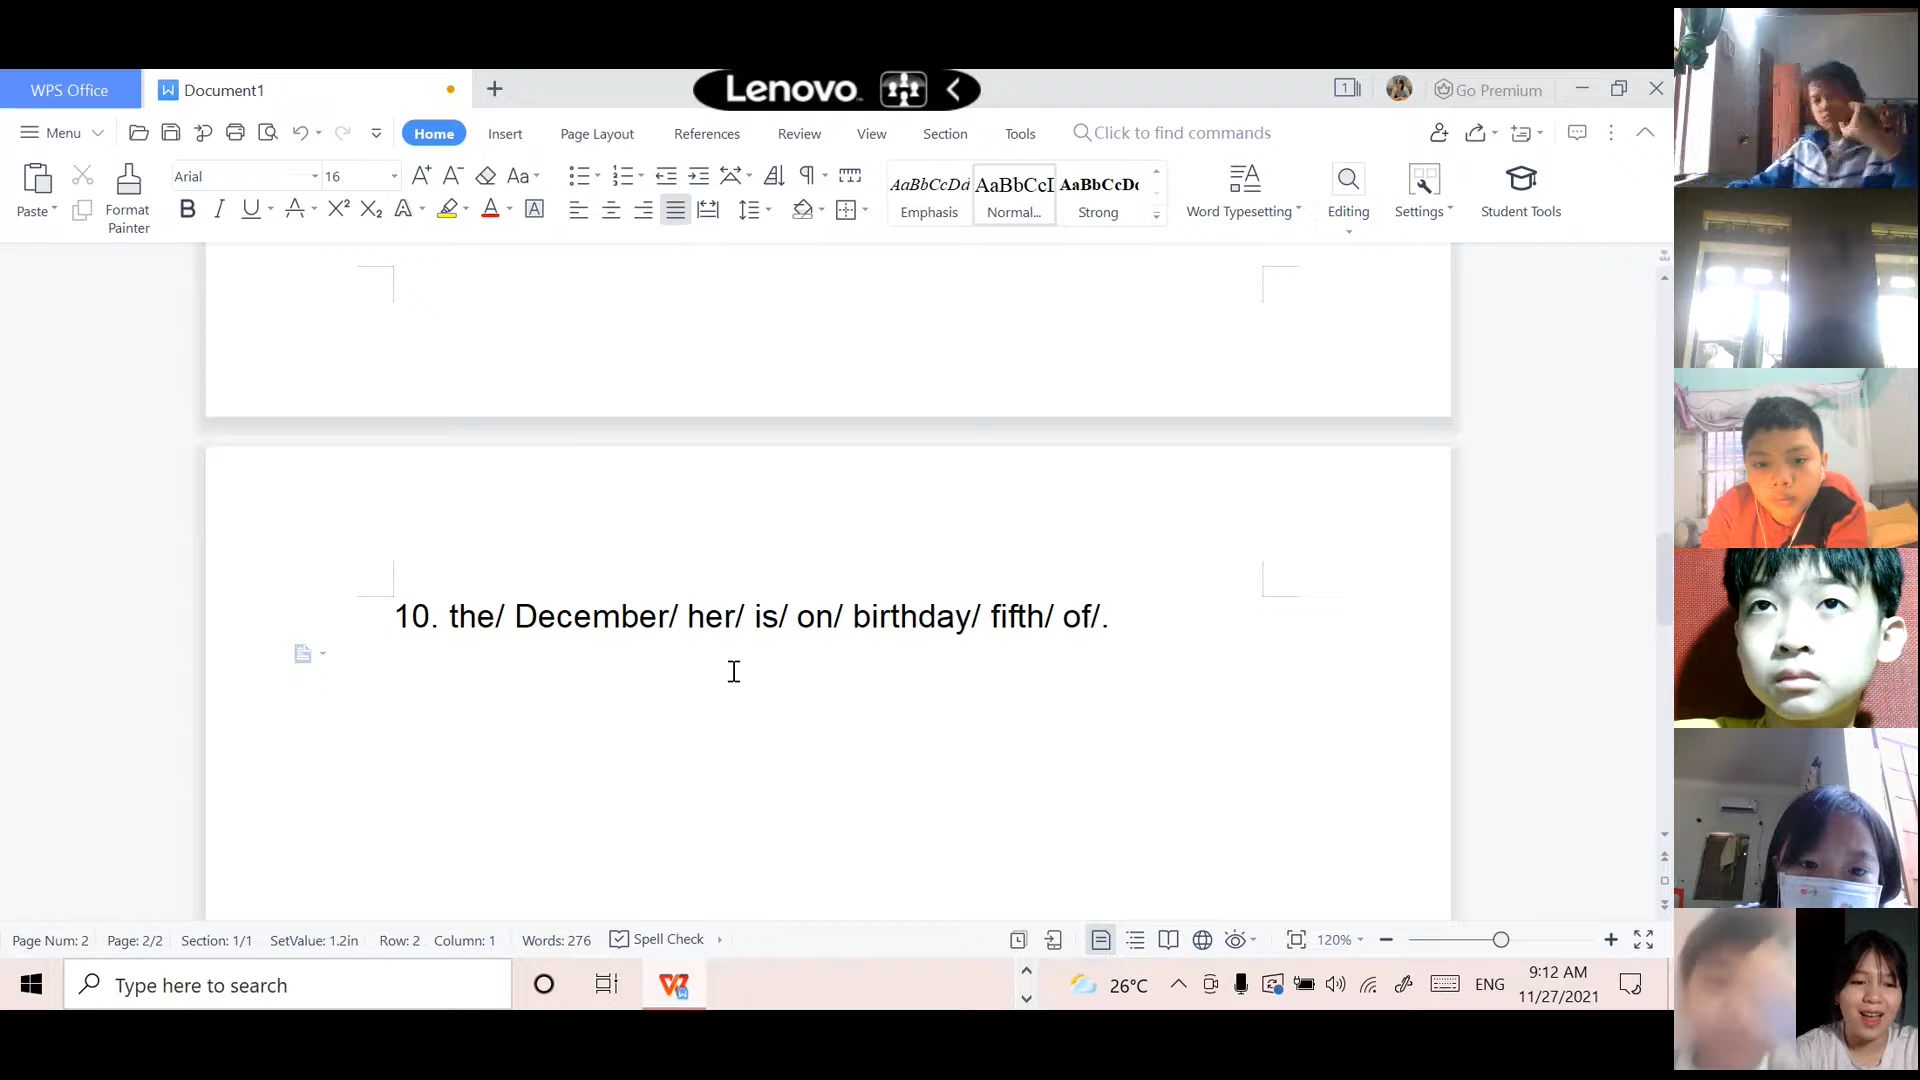 WPS Office
Document1
Lenovo
1
Go Premium
Menu
Home
Insert
Page Layout
References
Review
View
Section
Tools
Click to find commands
Paste
Format
Painter
Arial
16
AaBbCcDd
Emphasis
AaBbCcI
Normal...
AaBbCcDc
Strong
Word Typesetting
Editing
Settings
Student Tools
10. the/ December/ her/ is/ on/ birthday/ fifth/ of/.
Page Num: 2
Page: 2/2
Section: 1/1
SetValue: 1.2in
Row: 2
Column: 1
Words: 276
Spell Check
120%
Type here to search
26°C
ENG
9:12 AM
11/27/2021